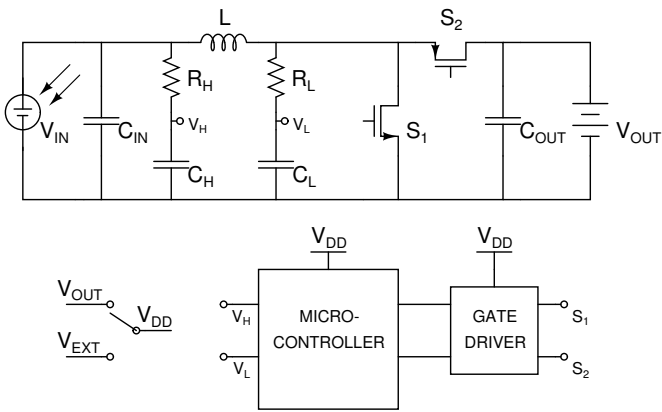 L
S2
RH
RL
VIN
CIN
VH
VL
S1
COUT
VOUT
CH
CL
VDD
VDD
VOUT
VDD
VEXT
VH
VL
MICRO-
CONTROLLER
GATE
DRIVER
S1
S2